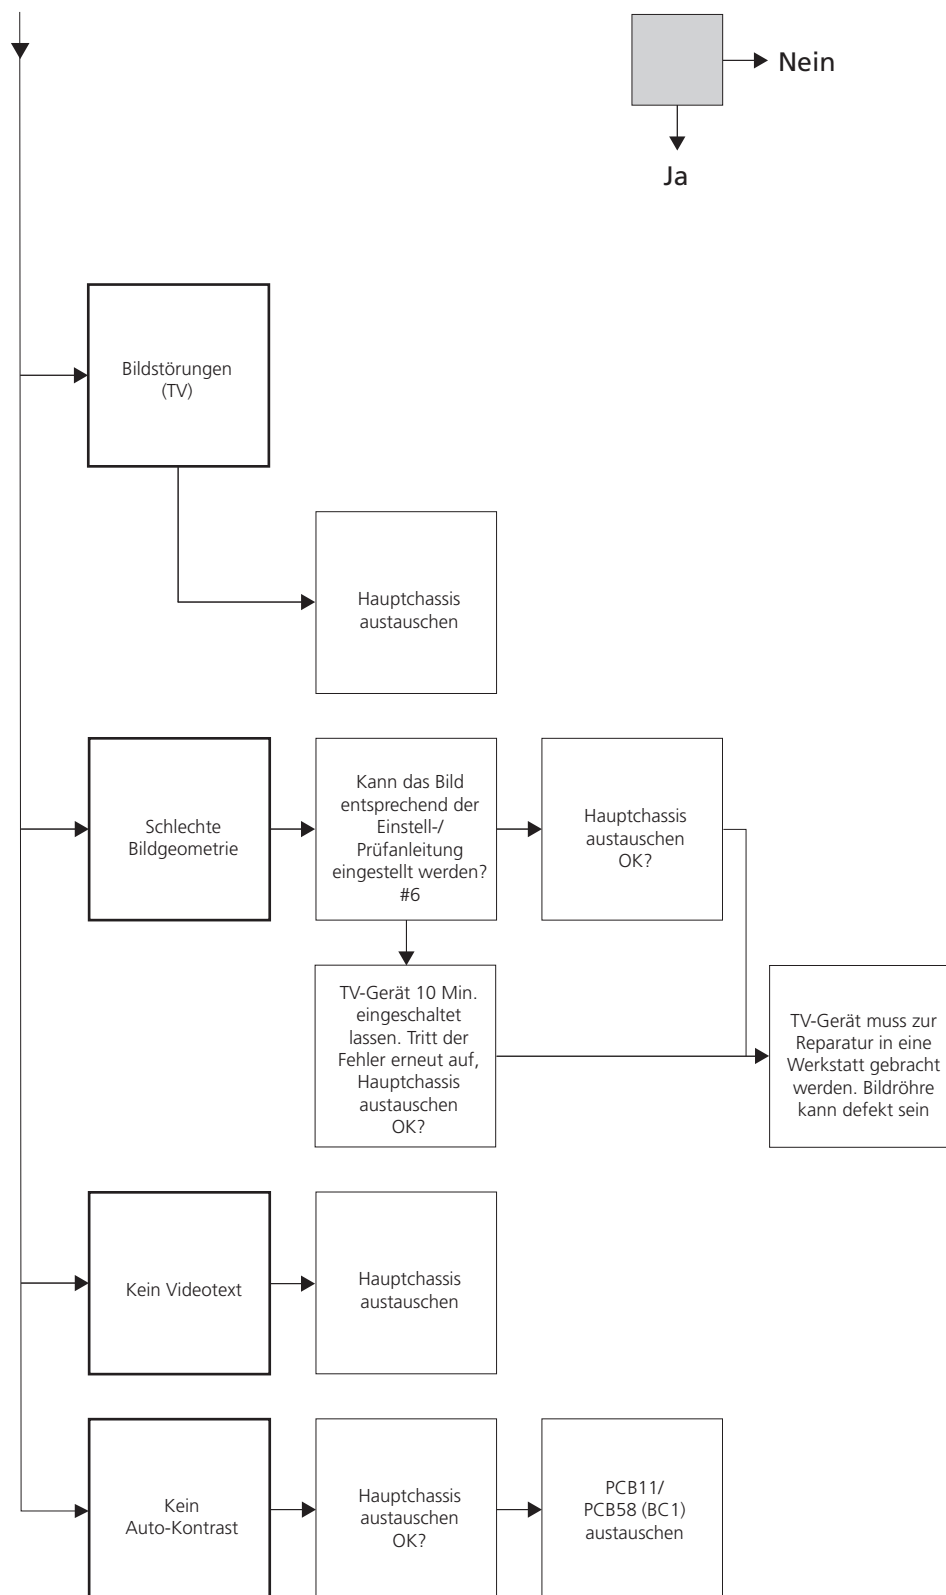 Nein
Ja
Bildstörungen
(TV)
Hauptchassis
austauschen
Schlechte
Bildgeometrie
Kann das Bild
entsprechend der
Einstell-/
Prüfanleitung
eingestellt werden?
#6
Hauptchassis
austauschen
OK?
TV-Gerät 10 Min.
eingeschaltet
lassen. Tritt der
Fehler erneut auf,
Hauptchassis
austauschen
OK?
TV-Gerät muss zur
Reparatur in eine
Werkstatt gebracht
werden. Bildröhre
kann defekt sein
Kein Videotext
Hauptchassis
austauschen
Kein
Auto-Kontrast
Hauptchassis
austauschen
OK?
PCB11/
PCB58 (BC1)
austauschen